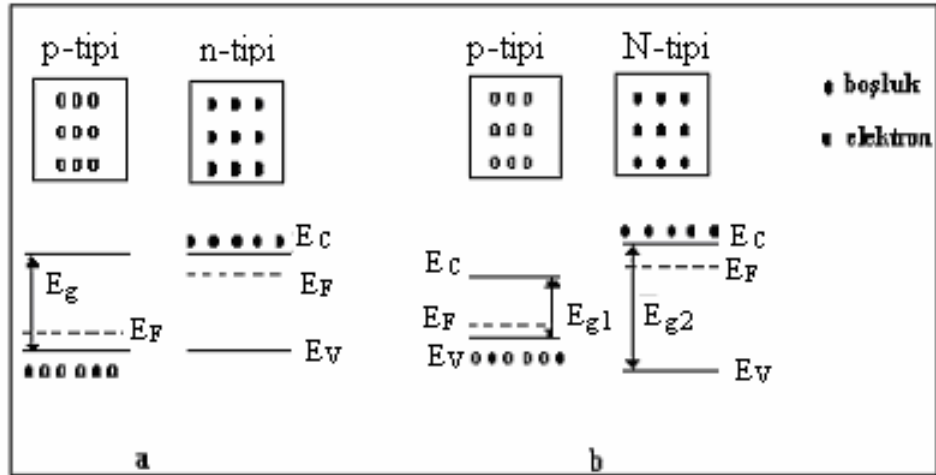 p-tipi n-tipi p-tipi N-tipi
boşluk
elektron
EC
EF
Eg
EF
EV
EC
EF
Eg1
EV
EC
EF
Eg2
EV
a b